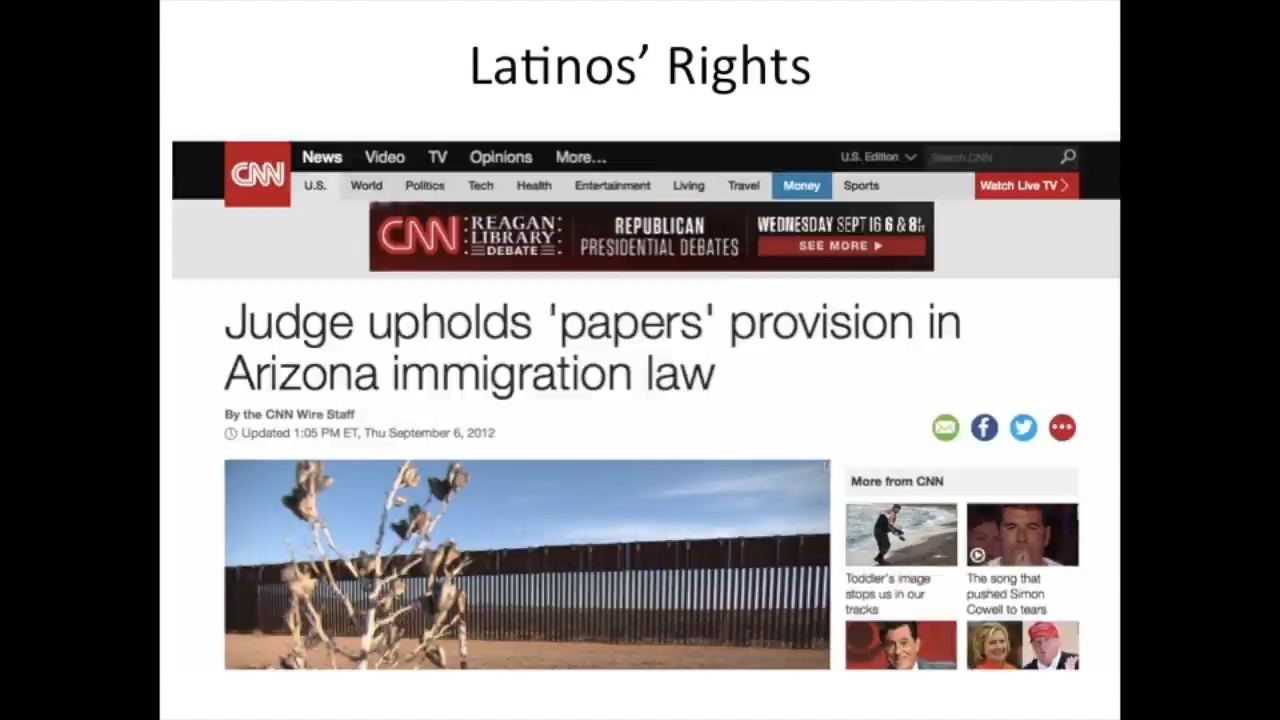 Latinos' Rights
CNN
News Video TV Opinions More...
U.S. Edition
Search CNN
U.S. World Politics Tech Health Entertainment Living Travel Money Sports
Watch Live TV
CNN
REAGAN
LIBRARY
DEBATE
REPUBLICAN
PRESIDENTIAL DEBATES
WEDNESDAY SEPT 16 6 & 8
SEE MORE
Judge upholds 'papers' provision in
Arizona immigration law
By the CNN Wire Staff
Updated 1:05 PM ET, Thu September 6, 2012
More from CNN
Toddler's image
stops us in our
tracks
The song that
pushed Simon
Cowell to tears